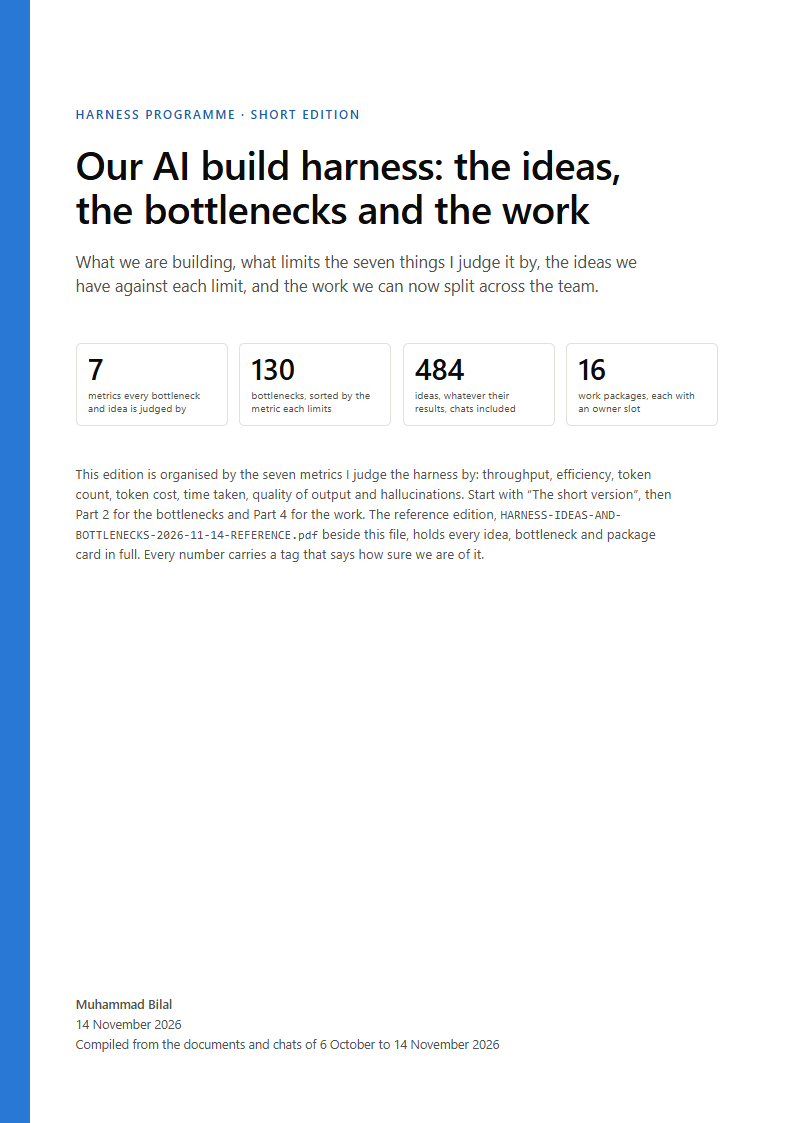 HARNESS PROGRAMME · SHORT EDITION
Our AI build harness: the ideas,
the bottlenecks and the work
What we are building, what limits the seven things I judge it by, the ideas we
have against each limit, and the work we can now split across the team.
7
metrics every bottleneck
and idea is judged by
130
bottlenecks, sorted by the
metric each limits
484
ideas, whatever their
results, chats included
16
work packages, each with
an owner slot
This edition is organised by the seven metrics I judge the harness by: throughput, efficiency, token
count, token cost, time taken, quality of output and hallucinations. Start with “The short version”, then
Part 2 for the bottlenecks and Part 4 for the work. The reference edition, HARNESS-IDEAS-AND-
BOTTLENECKS-2026-11-14-REFERENCE.pdf beside this file, holds every idea, bottleneck and package
card in full. Every number carries a tag that says how sure we are of it.
Muhammad Bilal
14 November 2026
Compiled from the documents and chats of 6 October to 14 November 2026